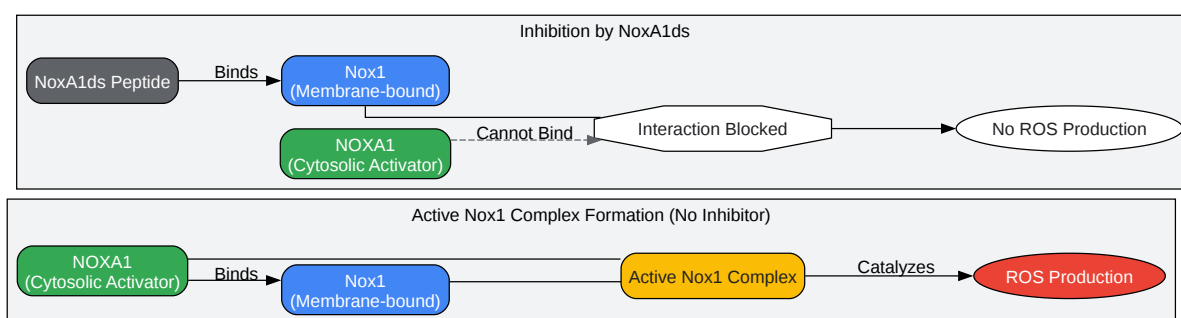 Inhibition by NoxA1ds
NoxA1ds Peptide
Binds
Nox1
(Membrane-bound)
NOXA1
(Cytosolic Activator)
Cannot Bind
Interaction Blocked
No ROS Production
Active Nox1 Complex Formation (No Inhibitor)
NOXA1
(Cytosolic Activator)
Binds
Nox1
(Membrane-bound)
Active Nox1 Complex
Catalyzes
ROS Production